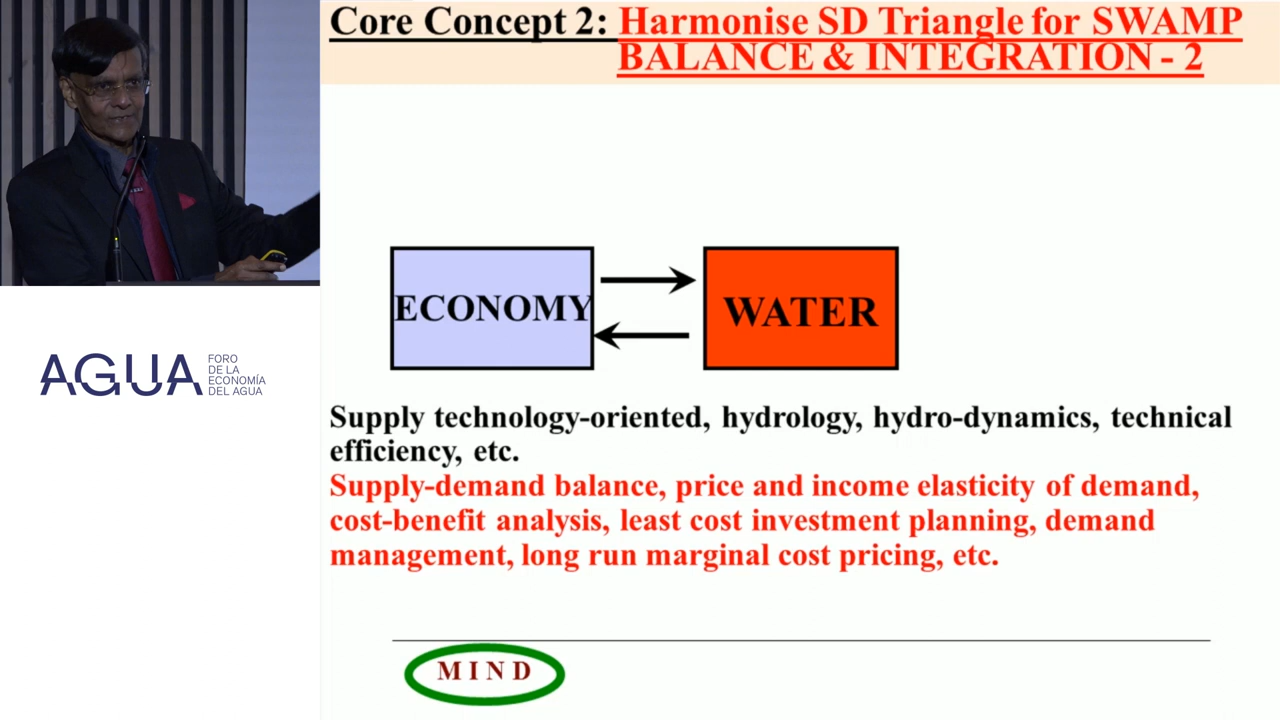 Core Concept 2: Harmonise SD Triangle for SWAMP
BALANCE & INTEGRATION - 2
ECONOMY
WATER
AGUA
FORO
DE LA
ECONOMÍA
DEL AGUA
Supply technology-oriented, hydrology, hydro-dynamics, technical
efficiency, etc.
Supply-demand balance, price and income elasticity of demand,
cost-benefit analysis, least cost investment planning, demand
management, long run marginal cost pricing, etc.
M I N D